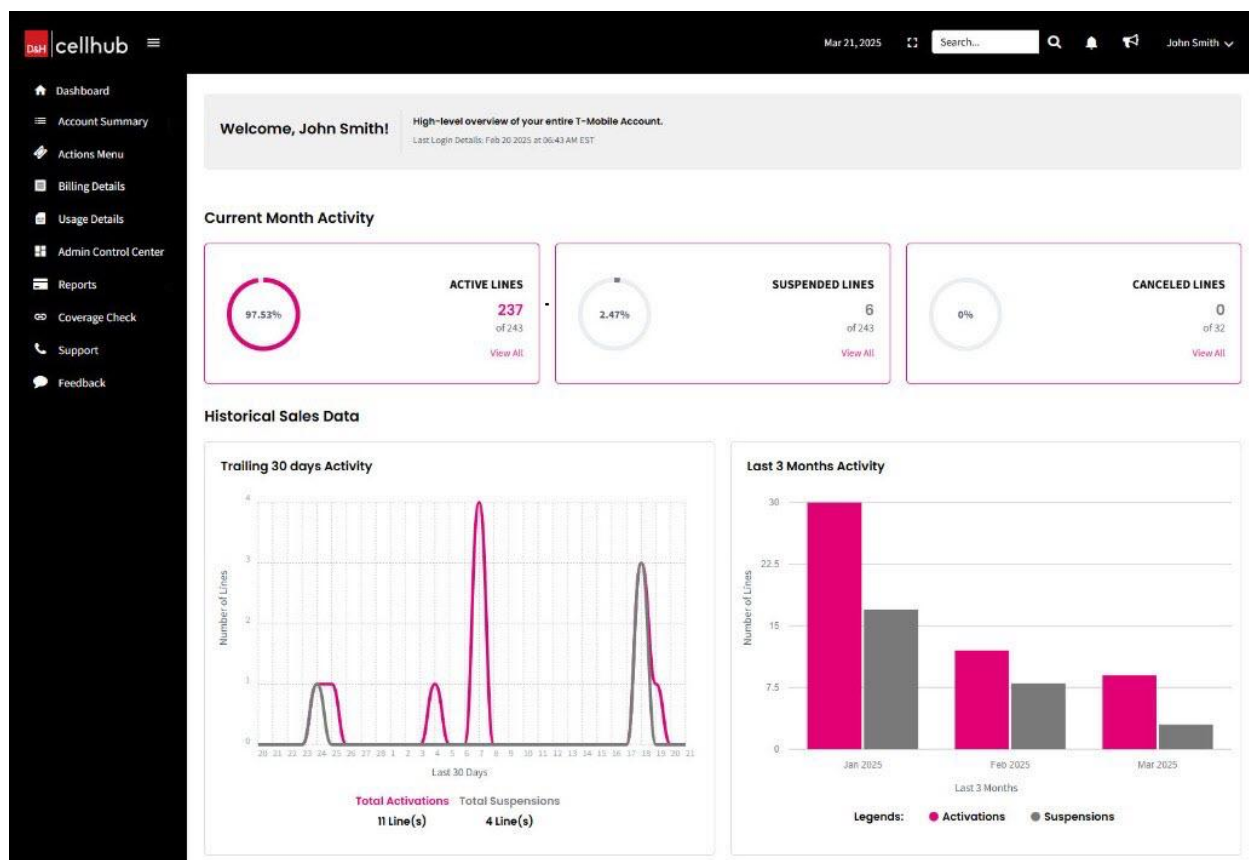 D&H cellhub
Mar 21, 2025
Search...
John Smith
Dashboard
Account Summary
Actions Menu
Billing Details
Usage Details
Admin Control Center
Reports
Coverage Check
Support
Feedback
Welcome, John Smith!
High-level overview of your entire T-Mobile Account.
Last Login Details: Feb 20 2025 at 06:43 AM EST
Current Month Activity
97.53%
ACTIVE LINES
237
of 243
View All
-
2.47%
SUSPENDED LINES
6
of 243
View All
0%
CANCELED LINES
0
of 32
View All
Historical Sales Data
Trailing 30 days Activity
4
3
2
1
0
Number of Lines
20 21 22 23 24 25 26 27 28 1 2 3 4 5 6 7 8 9 10 11 12 13 14 15 16 17 18 19 20 21
Last 30 Days
Total Activations Total Suspensions
11 Line(s) 4 Line(s)
Last 3 Months Activity
30
22.5
15
7.5
0
Number of Lines
Jan 2025 Feb 2025 Mar 2025
Last 3 Months
Legends: Activations Suspensions